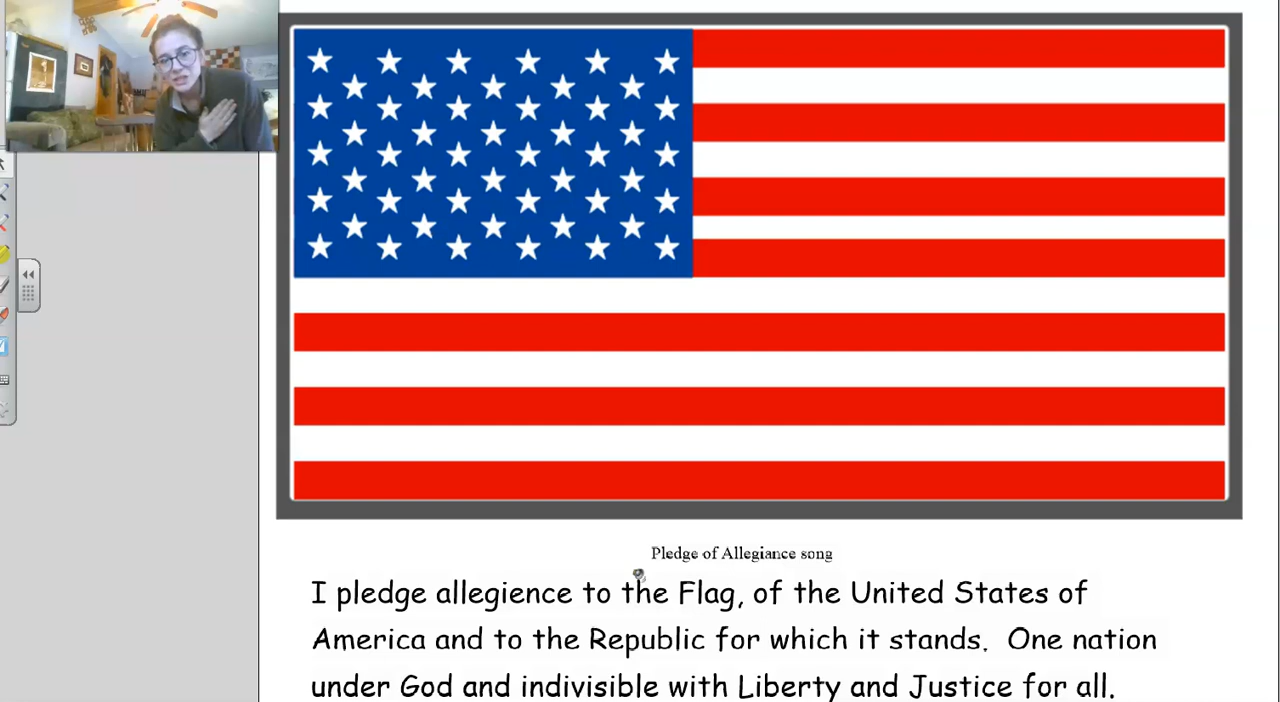 Pledge of Allegiance song
I pledge allegience to the Flag, of the United States of
America and to the Republic for which it stands. One nation
under God and indivisible with Liberty and Justice for all.